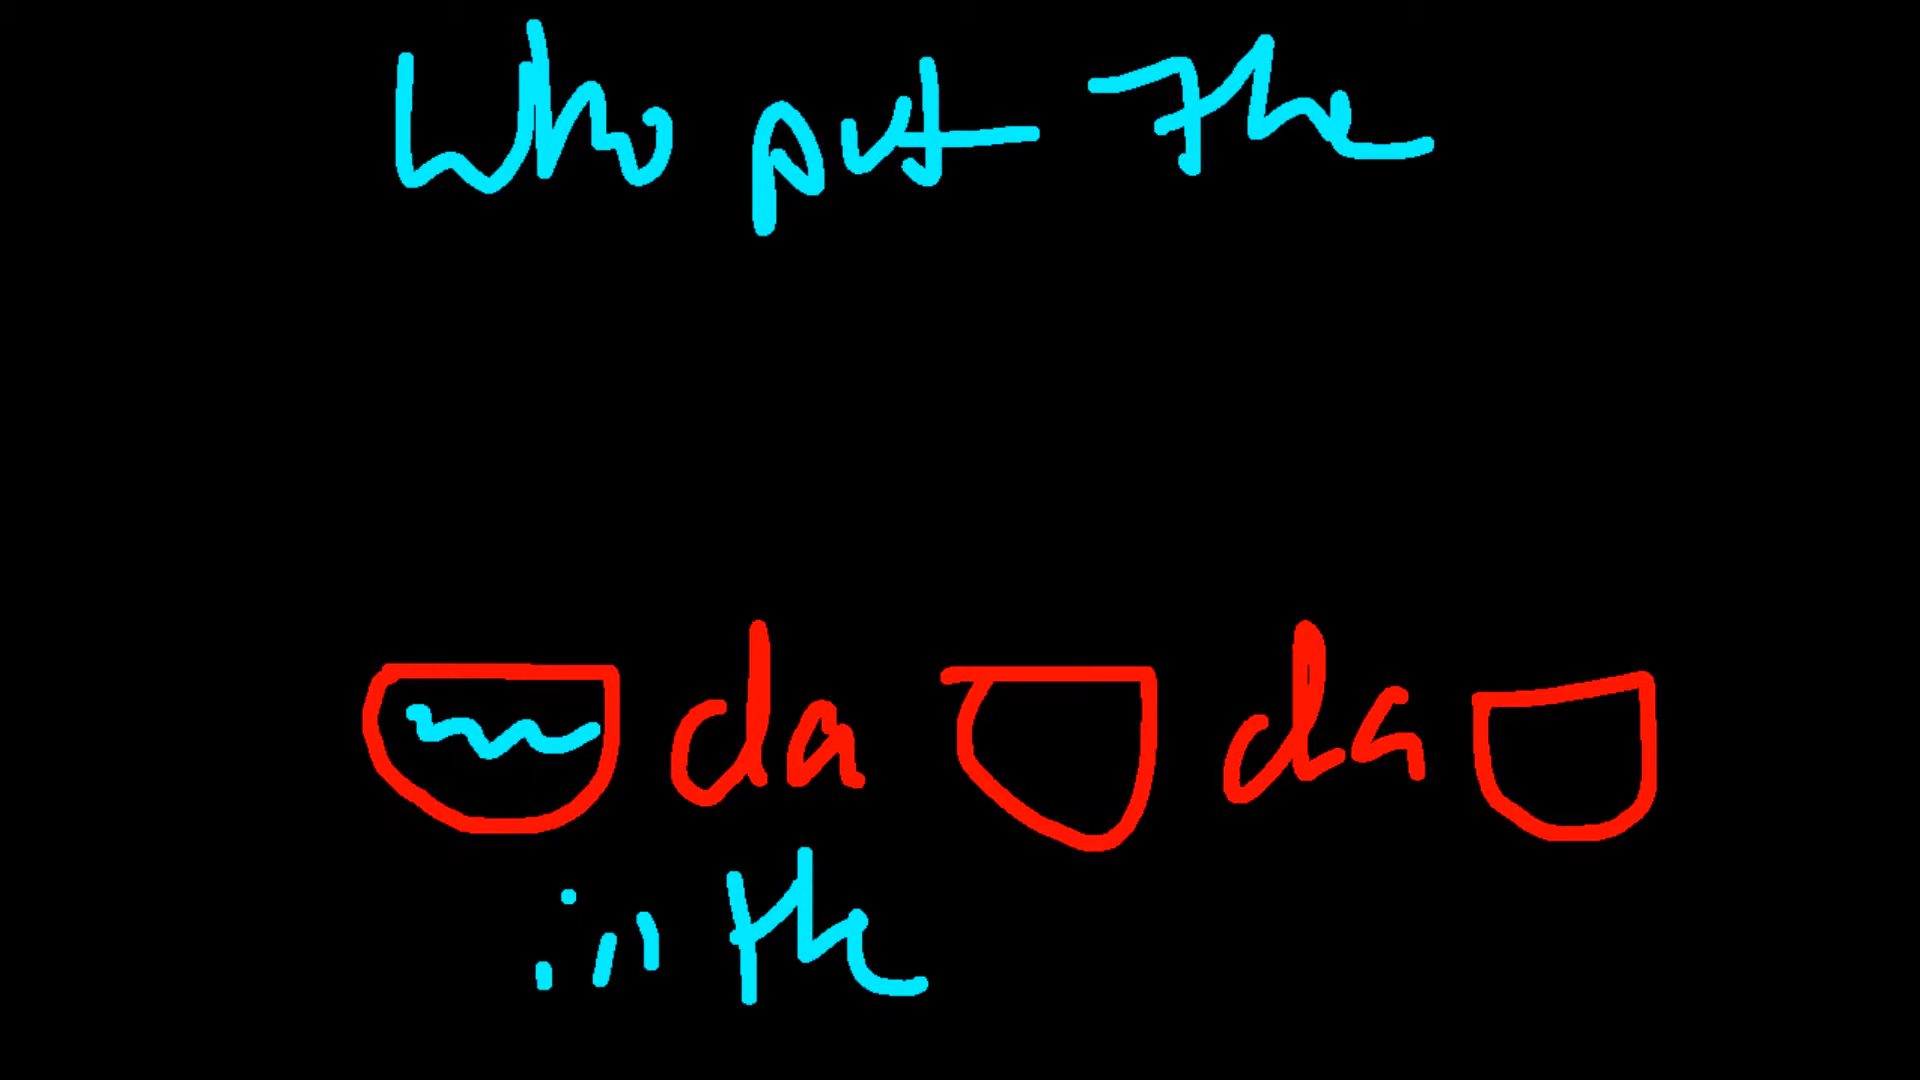 Who put the
da da
in the